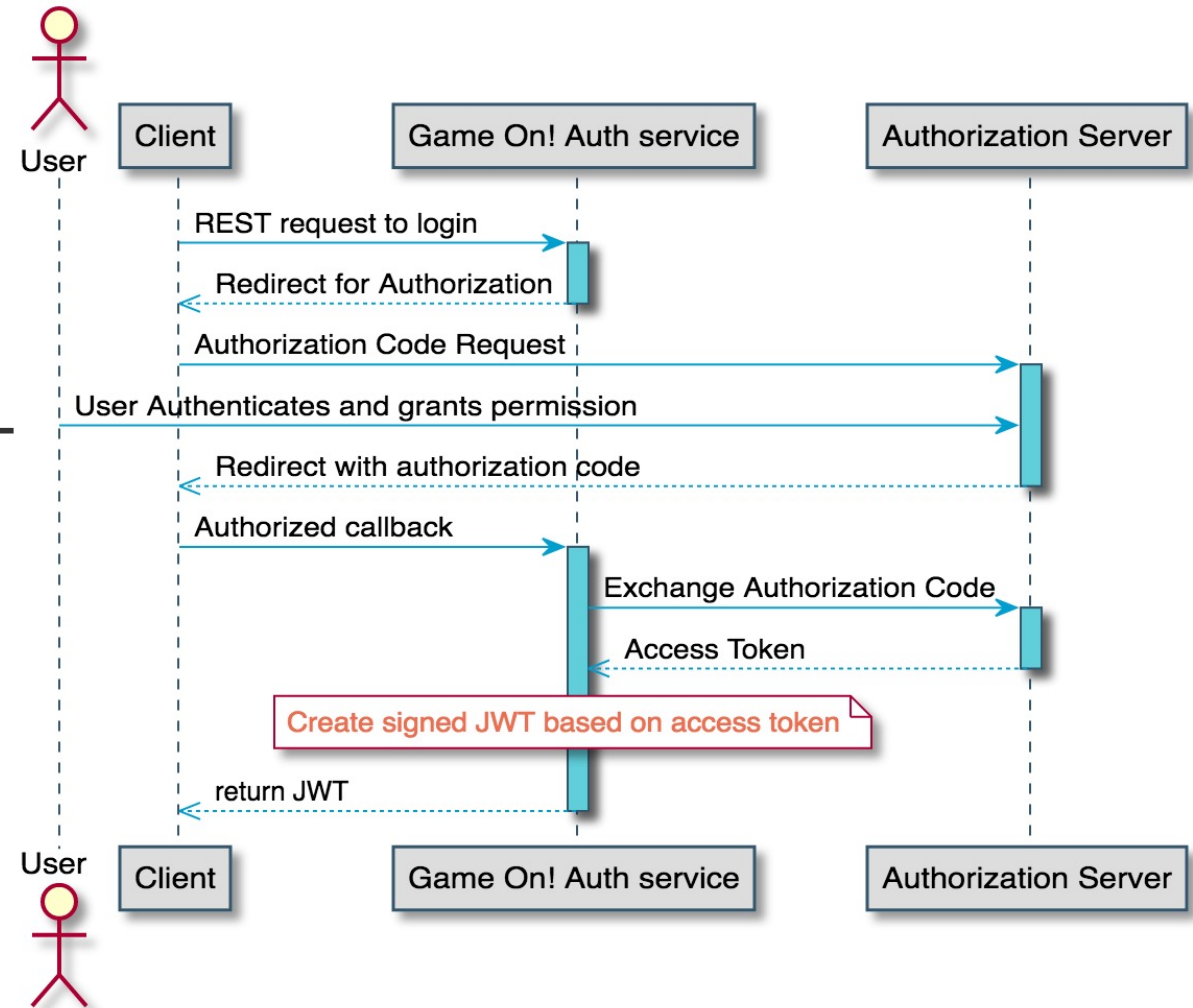 User
Client
Game On! Auth service
Authorization Server
REST request to login
Redirect for Authorization
Authorization Code Request
User Authenticates and grants permission
Redirect with authorization code
Authorized callback
Exchange Authorization Code
Access Token
Create signed JWT based on access token
return JWT
User
Client
Game On! Auth service
Authorization Server